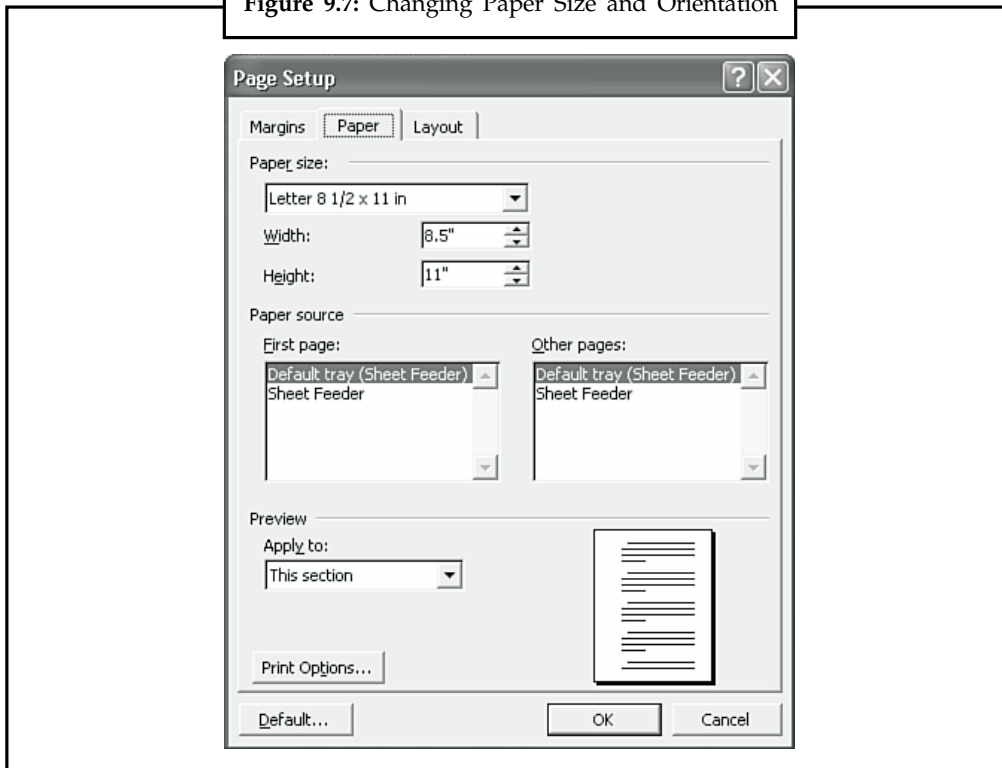 Figure 9.7: Changing Paper Size and Orientation
Page Setup
Margins Paper Layout
Paper size:
Letter 8 1/2 x 11 in
Width: 8.5"
Height: 11"
Paper source
First page: Other pages:
Default tray (Sheet Feeder) Default tray (Sheet Feeder)
Sheet Feeder Sheet Feeder
Preview
Apply to:
This section
Print Options...
Default... OK Cancel